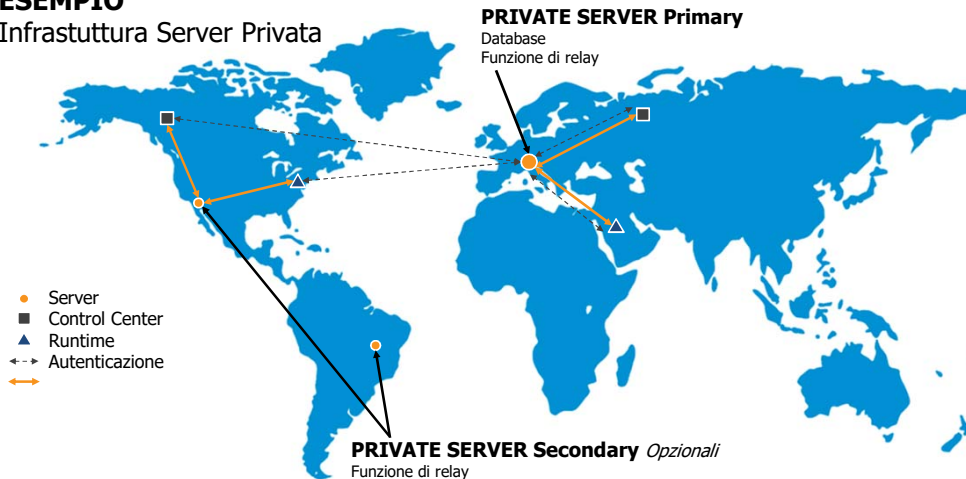 ESEMPIO
Infrastuttura Server Privata
PRIVATE SERVER Primary
Database
Funzione di relay
Server
Control Center
Runtime
Autenticazione
PRIVATE SERVER Secondary Opzionali
Funzione di relay